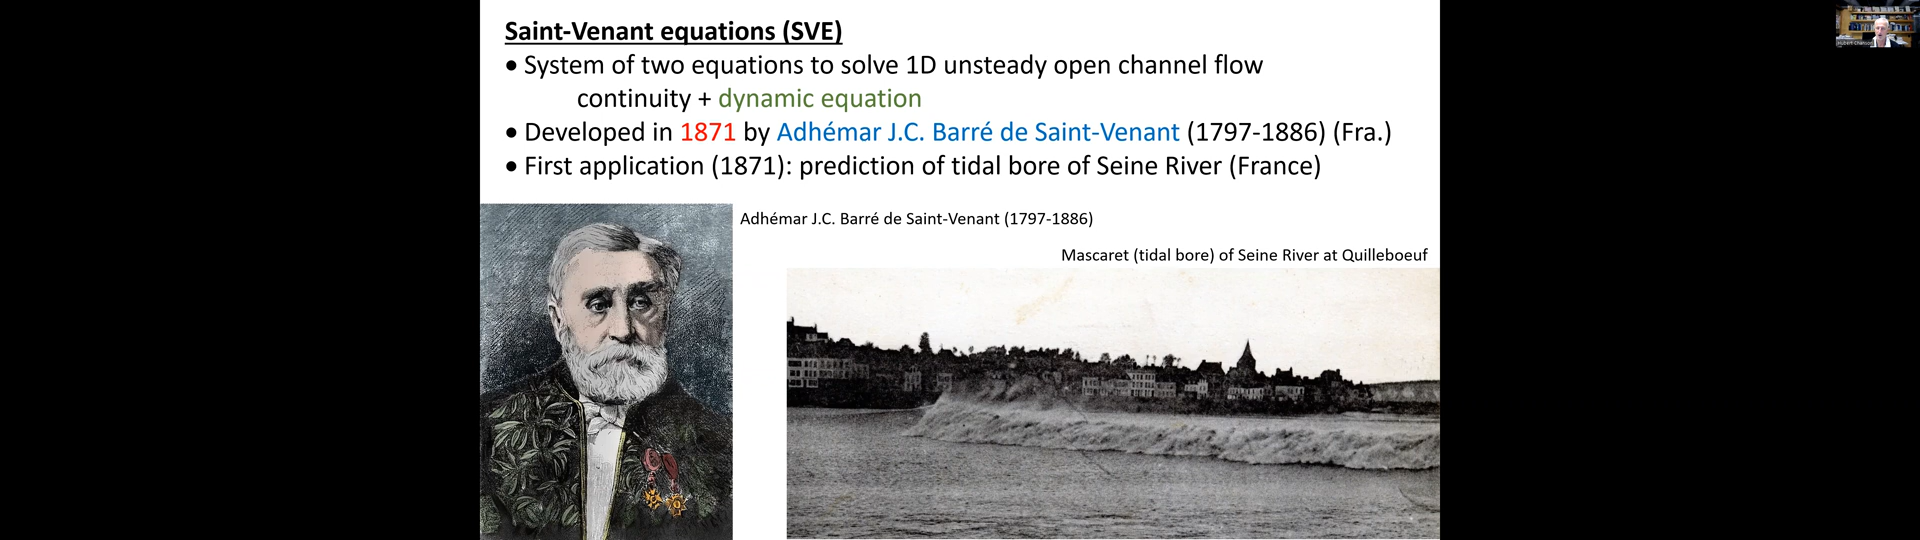 Saint-Venant equations (SVE)
• System of two equations to solve 1D unsteady open channel flow
continuity + dynamic equation
• Developed in 1871 by Adhémar J.C. Barré de Saint-Venant (1797-1886) (Fra.)
• First application (1871): prediction of tidal bore of Seine River (France)
Adhémar J.C. Barré de Saint-Venant (1797-1886)
Mascaret (tidal bore) of Seine River at Quilleboeuf
Hubert Chanson